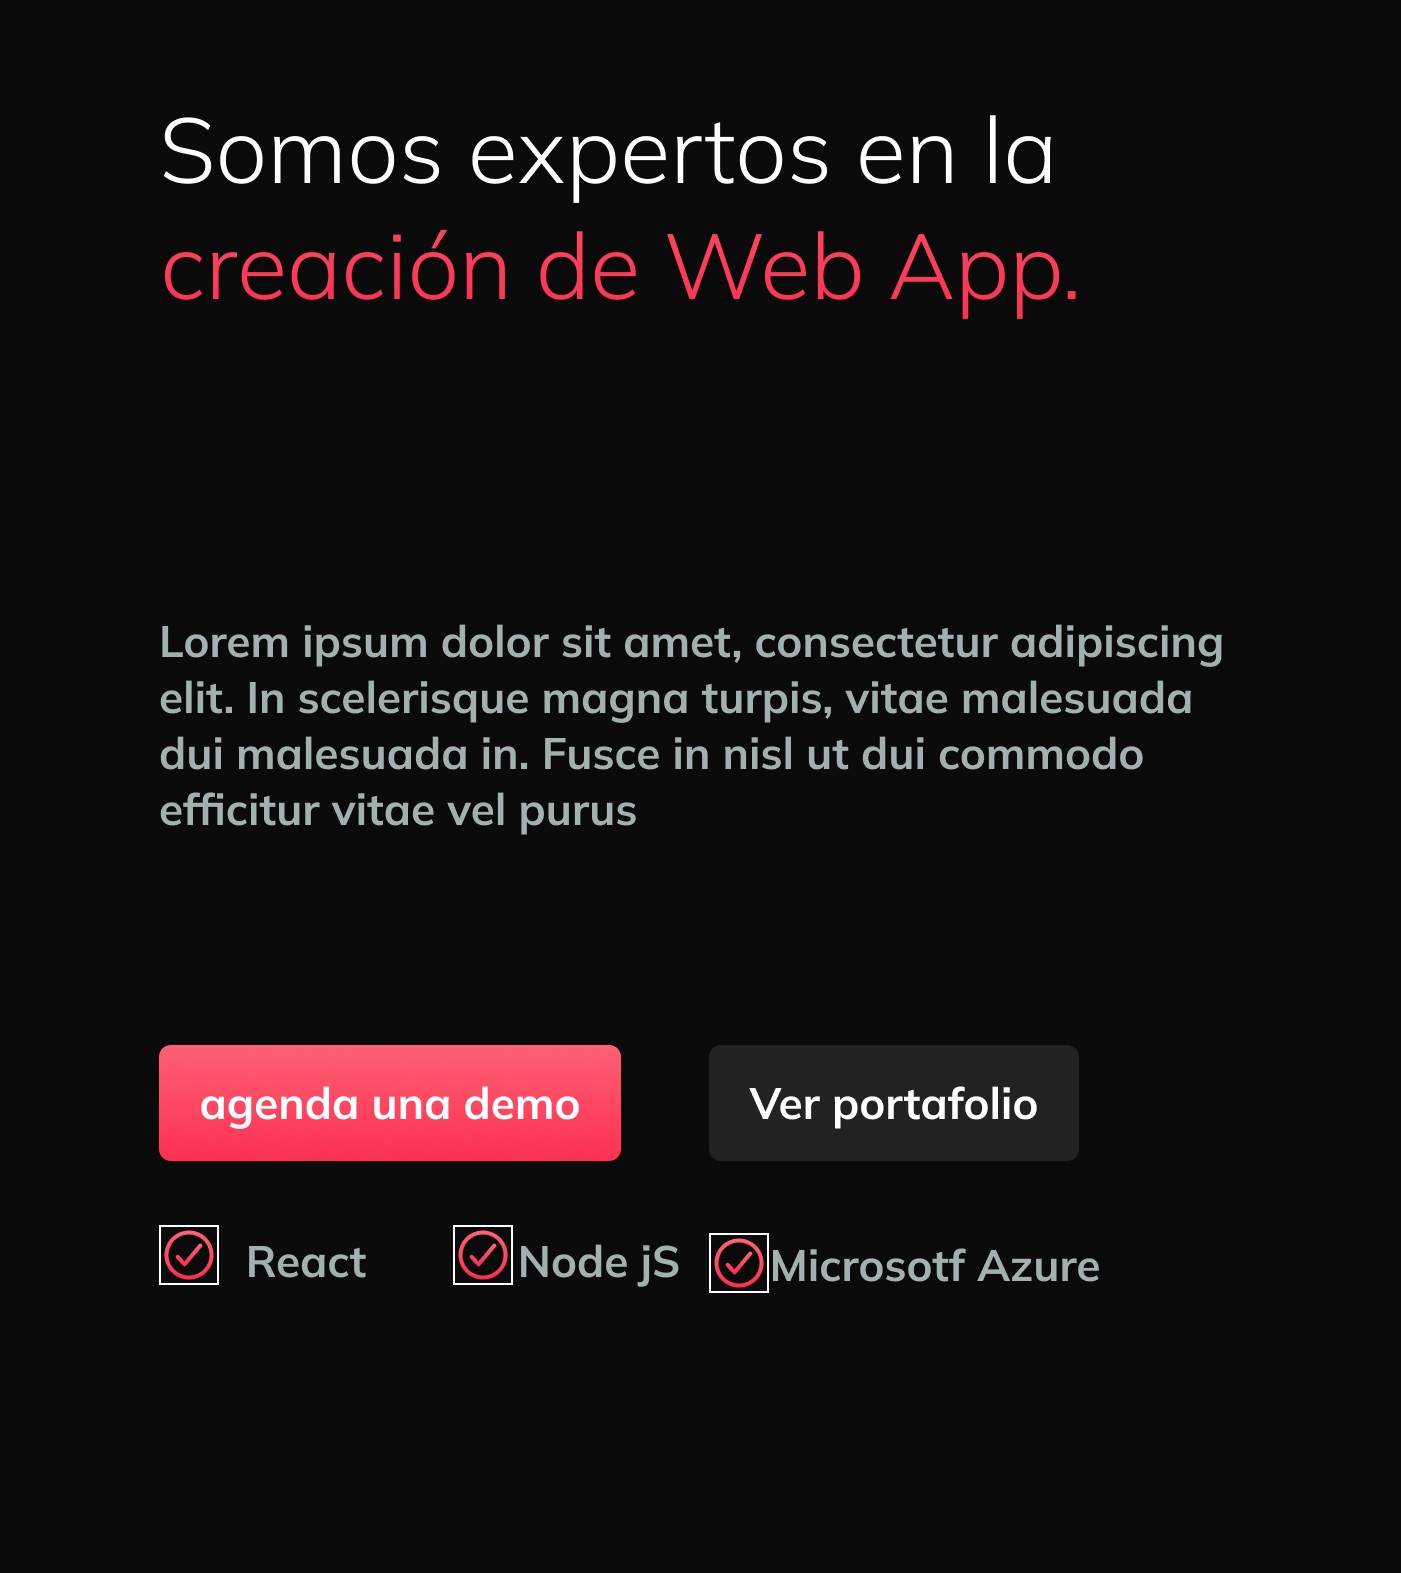 Somos expertos en la
creación de Web App.
Lorem ipsum dolor sit amet, consectetur adipiscing
elit. In scelerisque magna turpis, vitae malesuada
dui malesuada in. Fusce in nisl ut dui commodo
efficitur vitae vel purus
agenda una demo
Ver portafolio
React
Node jS
Microsotf Azure